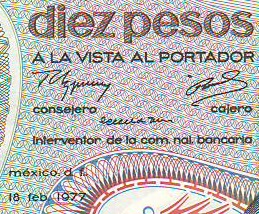 diez pesos
A LA VISTA AL PORTADOR
consejero cajero
Interventor de la com. nal. bancaria
méxico. d. f.
18 feb. 1977